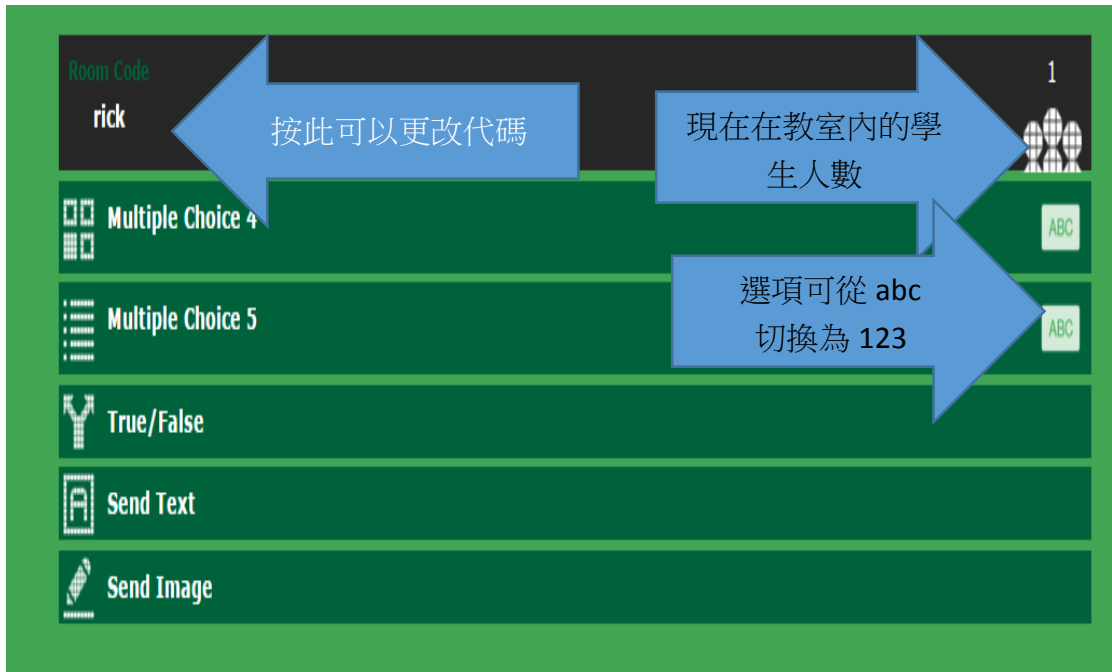 Room Code
rick
按此可以更改代碼
現在在教室內的學
生人數
1
Multiple Choice 4
ABC
選項可從 abc
切換為 123
Multiple Choice 5
ABC
True/False
Send Text
Send Image